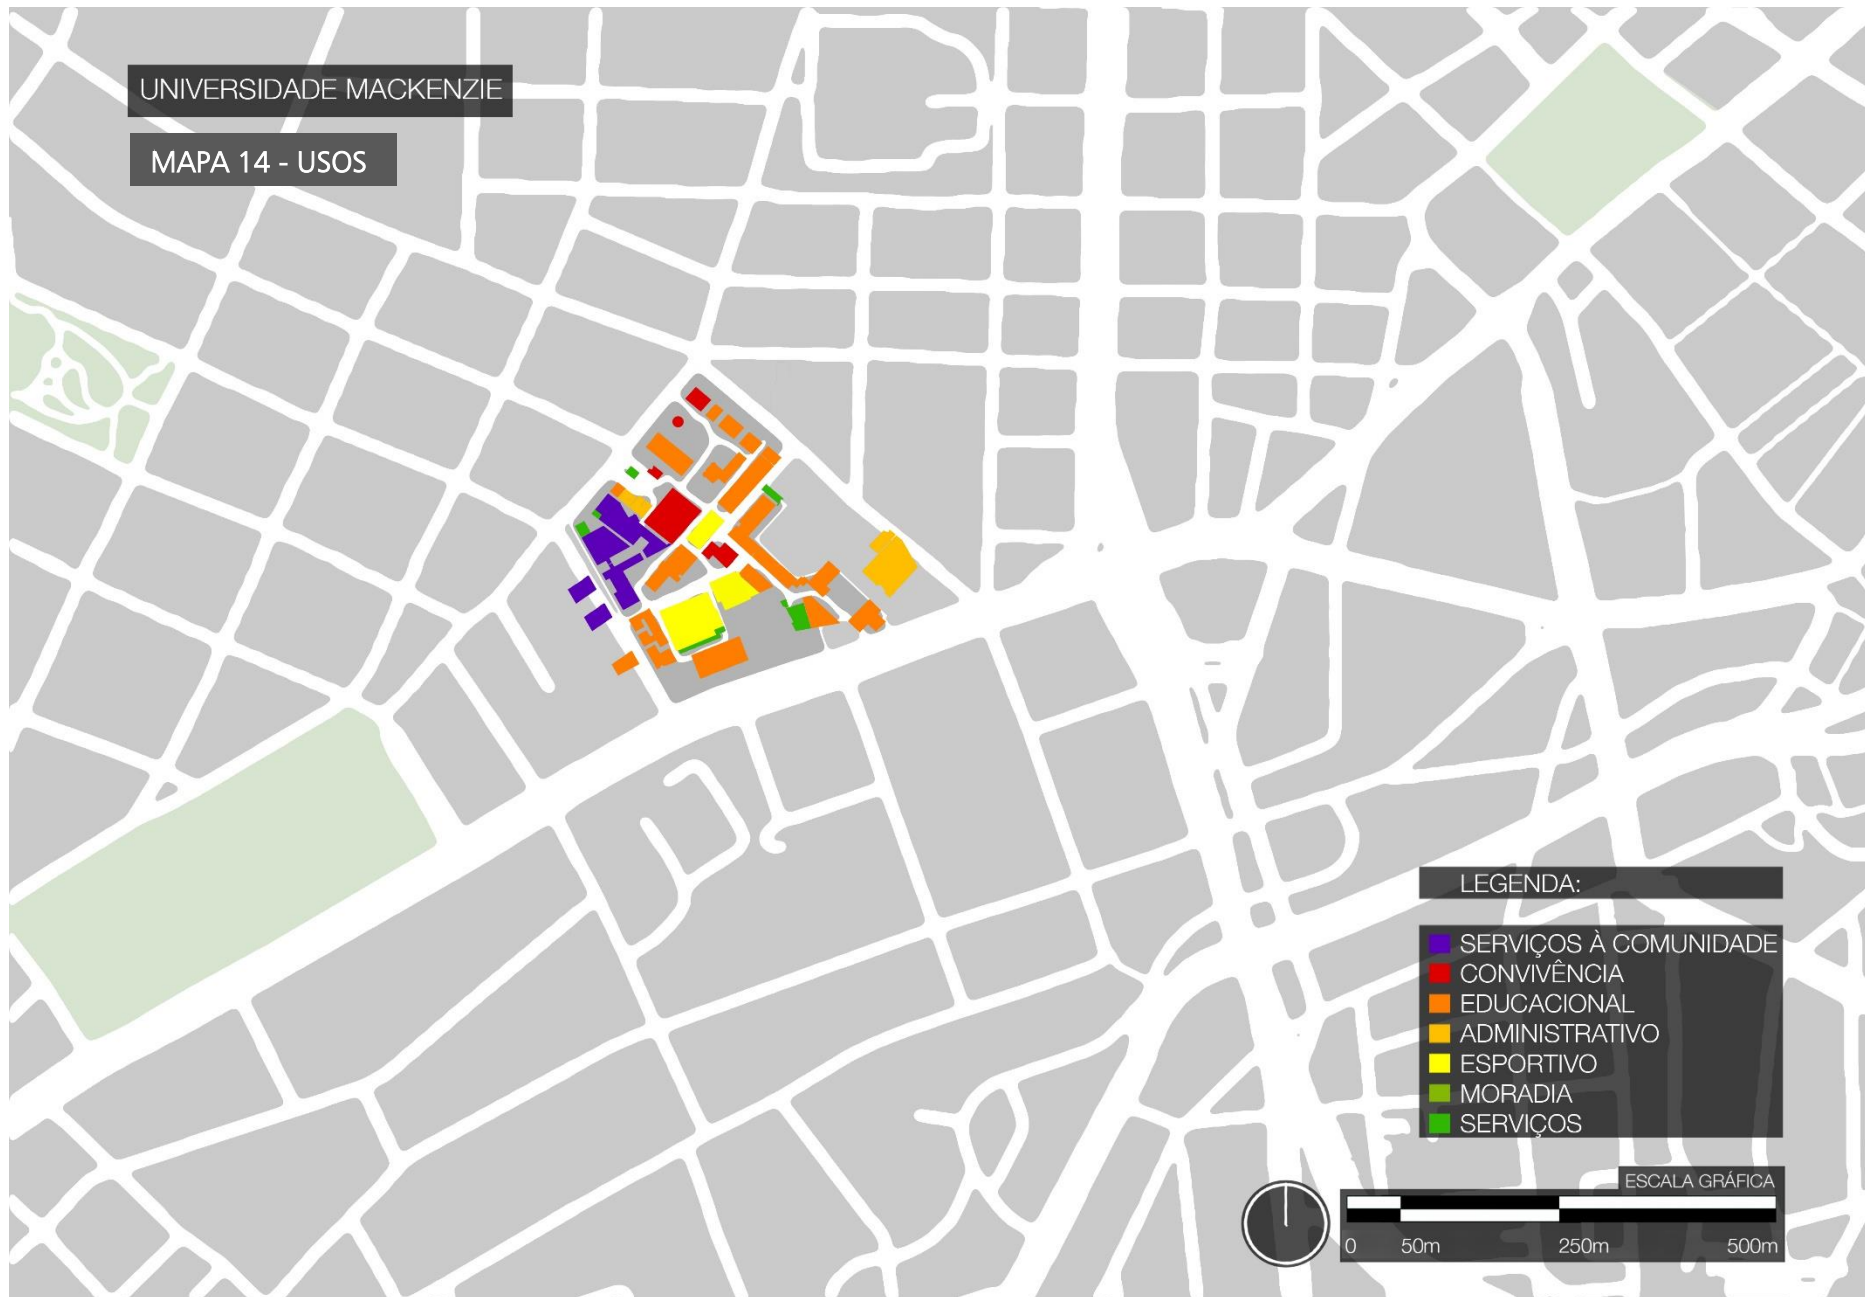 UNIVERSIDADE MACKENZIE
MAPA 14 - USOS
LEGENDA:
SERVIÇOS À COMUNIDADE
CONVIVÊNCIA
EDUCACIONAL
ADMINISTRATIVO
ESPORTIVO
MORADIA
SERVIÇOS
ESCALA GRÁFICA
0 50m 250m 500m